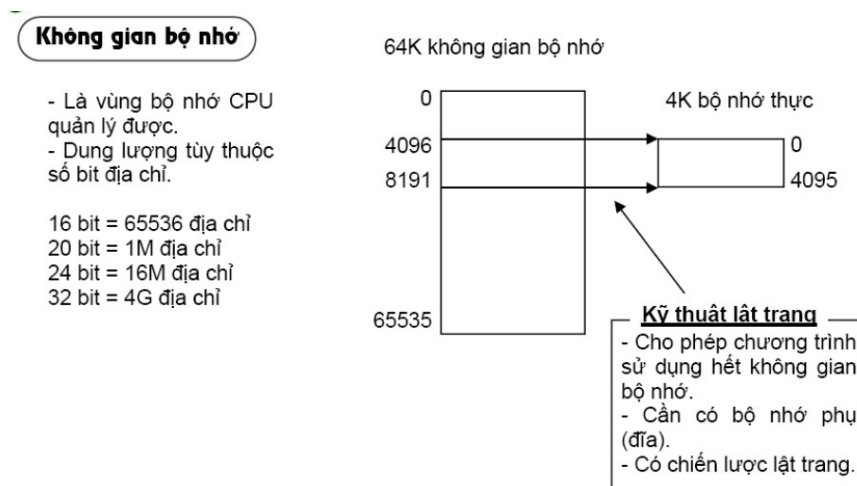 Không gian bộ nhớ
- Là vùng bộ nhớ CPU
quản lý được.
- Dung lượng tùy thuộc
số bit địa chỉ.
16 bit = 65536 địa chỉ
20 bit = 1M địa chỉ
24 bit = 16M địa chỉ
32 bit = 4G địa chỉ
64K không gian bộ nhớ
0
4096
8191
65535
4K bộ nhớ thực
0
4095
Kỹ thuật lật trang
- Cho phép chương trình
sử dụng hết không gian
bộ nhớ.
- Cần có bộ nhớ phụ
(đĩa).
- Có chiến lược lật trang.